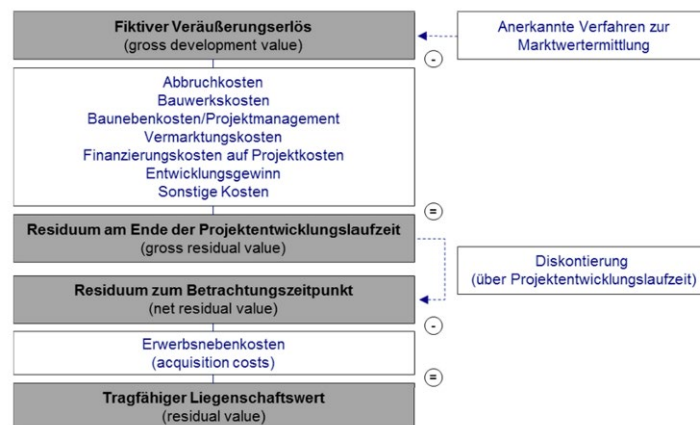 Fiktiver Veräußerungserlös
(gross development value)
Anerkannte Verfahren zur
Marktwertermittlung
-
Abbruchkosten
Bauwerkskosten
Baunebenkosten/Projektmanagement
Vermarktungskosten
Finanzierungskosten auf Projektkosten
Entwicklungsgewinn
Sonstige Kosten
=
Residuum am Ende der Projektentwicklungslaufzeit
(gross residual value)
Diskontierung
(über Projektentwicklungslaufzeit)
Residuum zum Betrachtungszeitpunkt
(net residual value)
-
Erwerbsnebenkosten
(acquisition costs)
=
Tragfähiger Liegenschaftswert
(residual value)